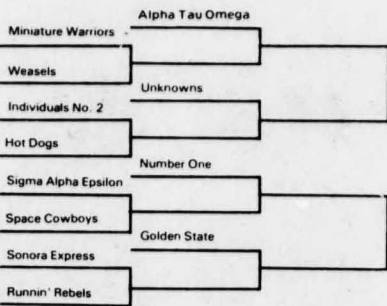 Alpha Tau Omega
Miniature Warriors
Weasels
Unknowns
Individuals No. 2
Hot Dogs
Number One
Sigma Alpha Epsilon
Space Cowboys
Golden State
Sonora Express
Runnin' Rebels